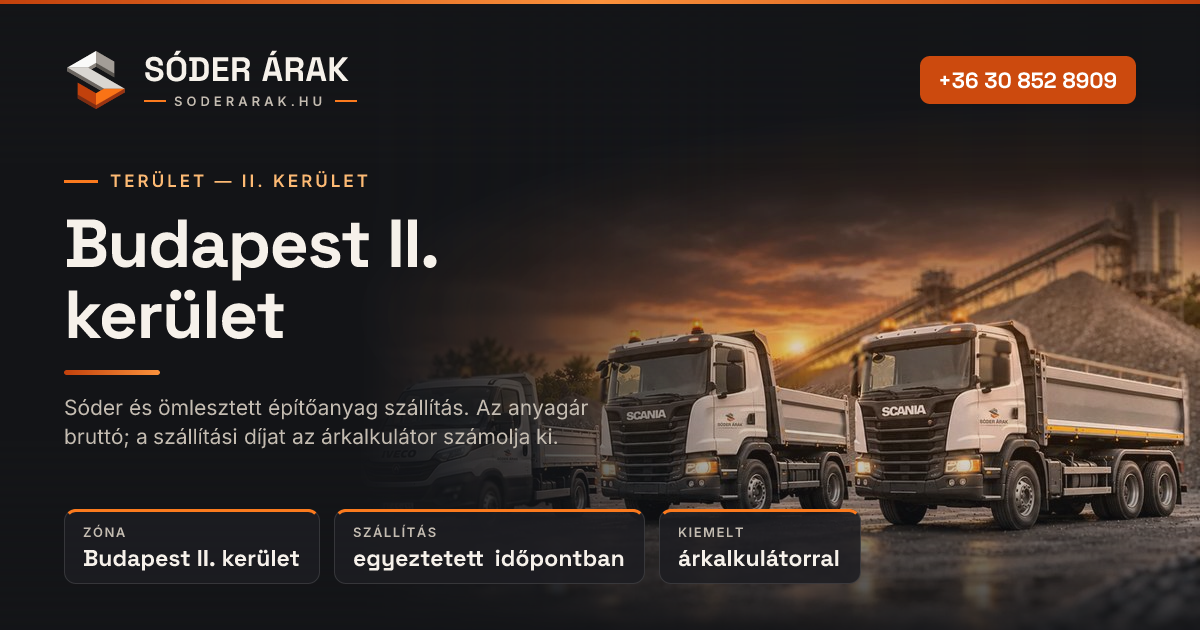 SÓDER ÁRAK
SODERARAK.HU
+36 30 852 8909
TERÜLET — II. KERÜLET
Budapest II.
kerület
Sóder és ömlesztett építőanyag szállítás. Az anyagár
bruttó; a szállítási díjat az árkalkulátor számolja ki.
IVECO
SCANIA
SÓDER ÁRAK
SCANIA
SÓDER ÁRAK
ZÓNA
Budapest II. kerület
SZÁLLÍTÁS
egyeztetett időpontban
KIEMELT
árkalkulátorral